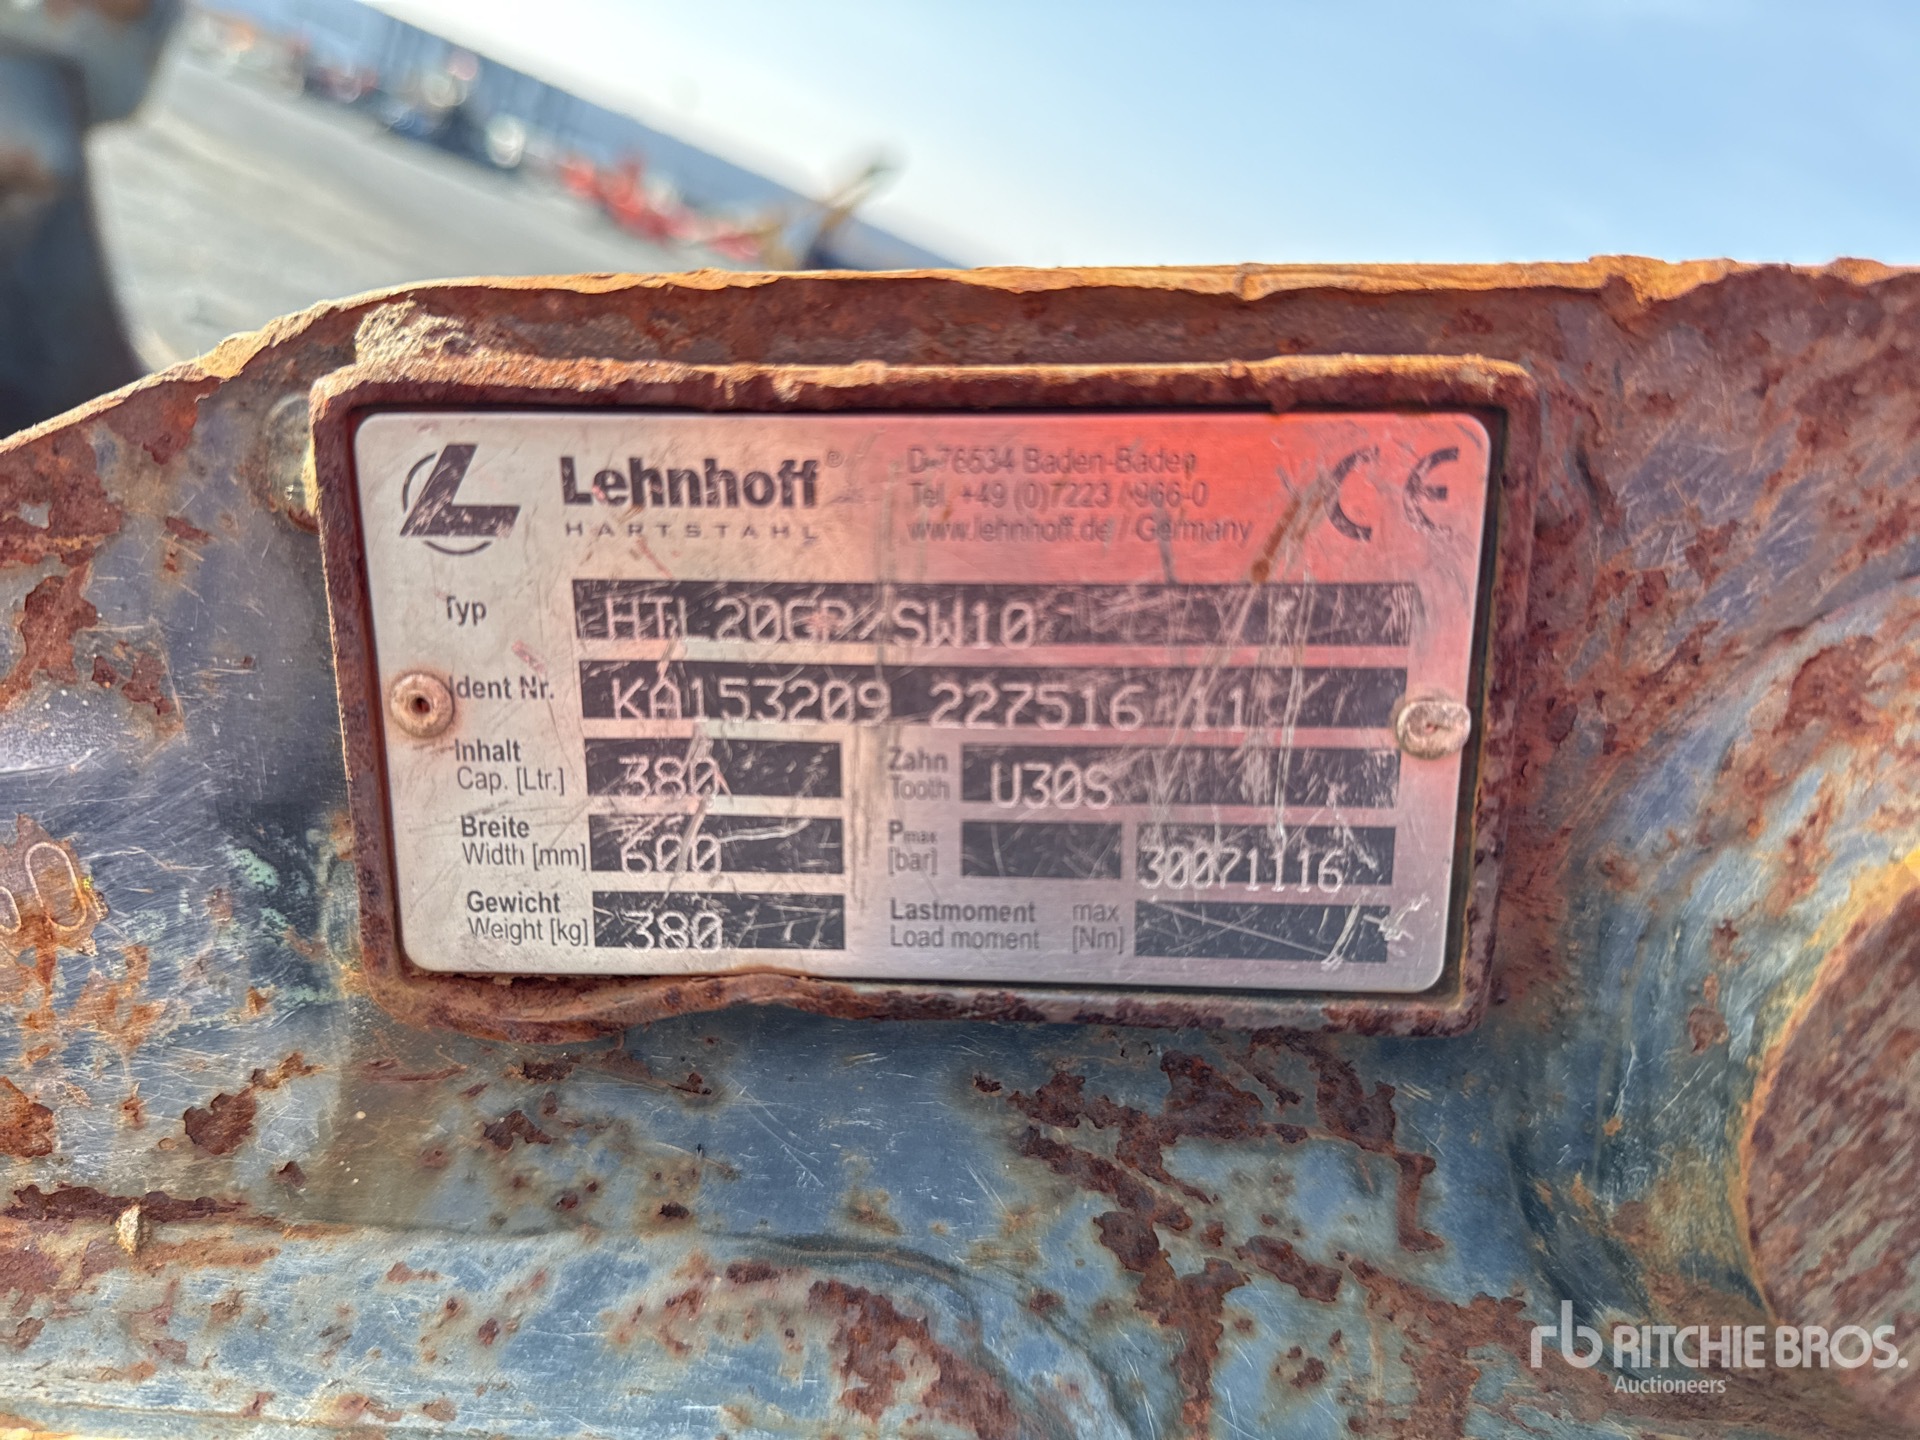 Lehnhoff®
HARTSTAHL
D-76534 Baden-Baden
Tel. +49 (0)7223 / 966-0
www.lehnhoff.de / Germany
CE
Typ HTL20GP/SW10
Ident Nr. KA153209 227516 11
Inhalt
Cap. [Ltr.] 380
Zahn
Tooth U30S
Breite
Width [mm] 600
Pmax
[bar] 30071116
Gewicht
Weight [kg] 380
Lastmoment max
Load moment [Nm]
rb RITCHIE BROS.
Auctioneers